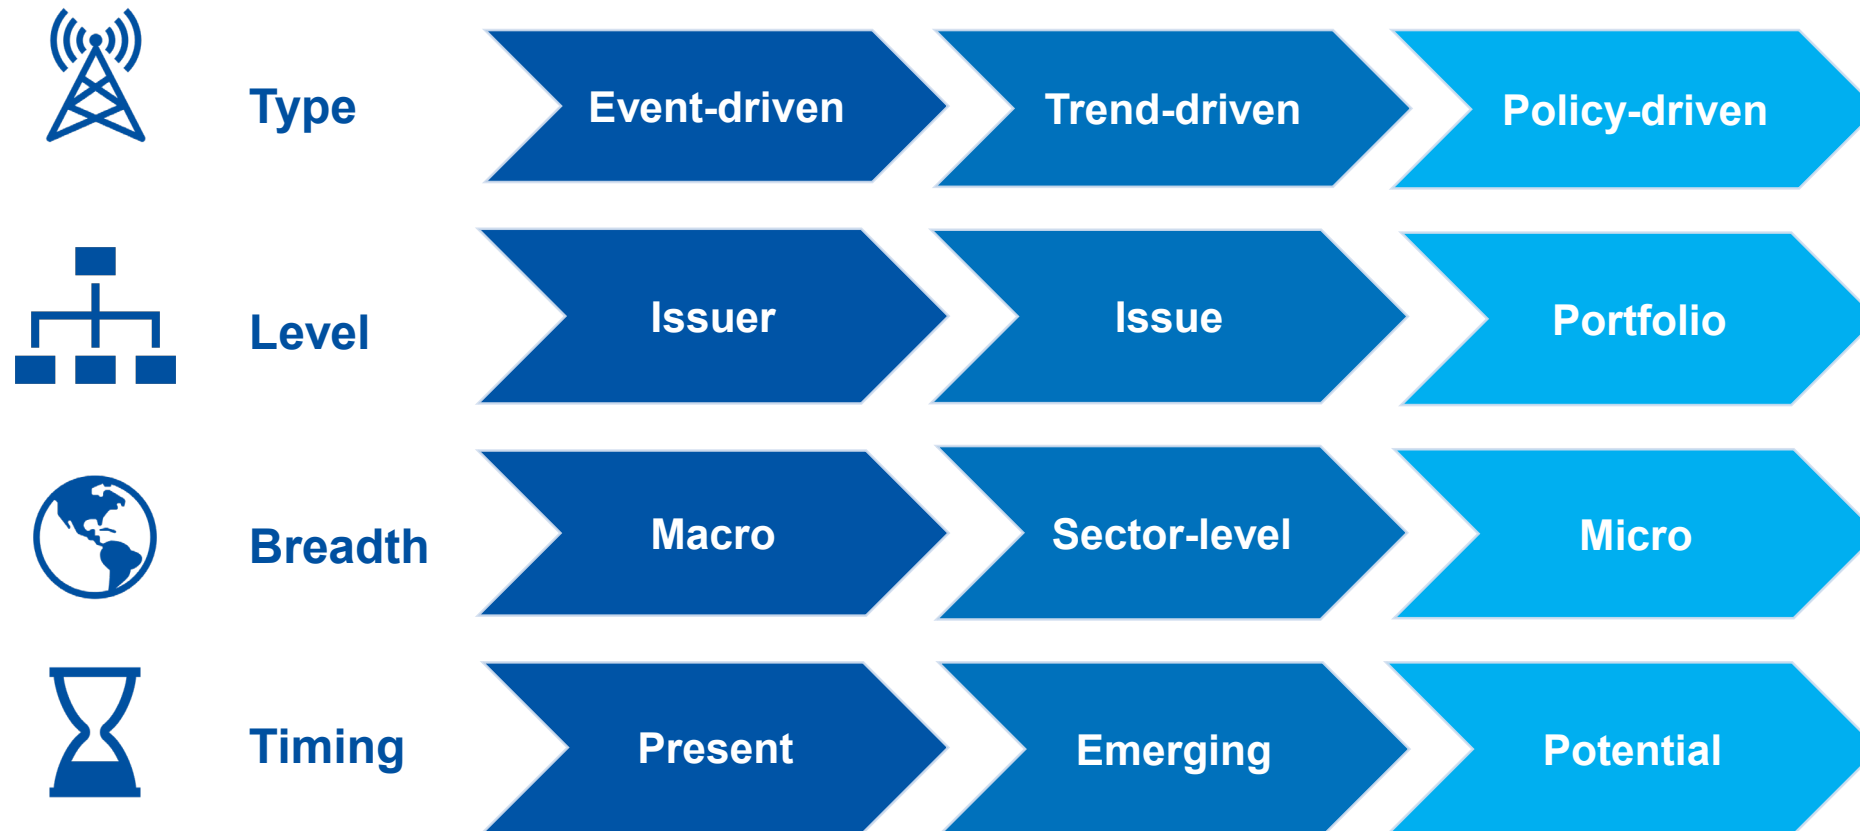 Type
Event-driven
Trend-driven
Policy-driven
Level
Issuer
Issue
Portfolio
Breadth
Macro
Sector-level
Micro
Timing
Present
Emerging
Potential